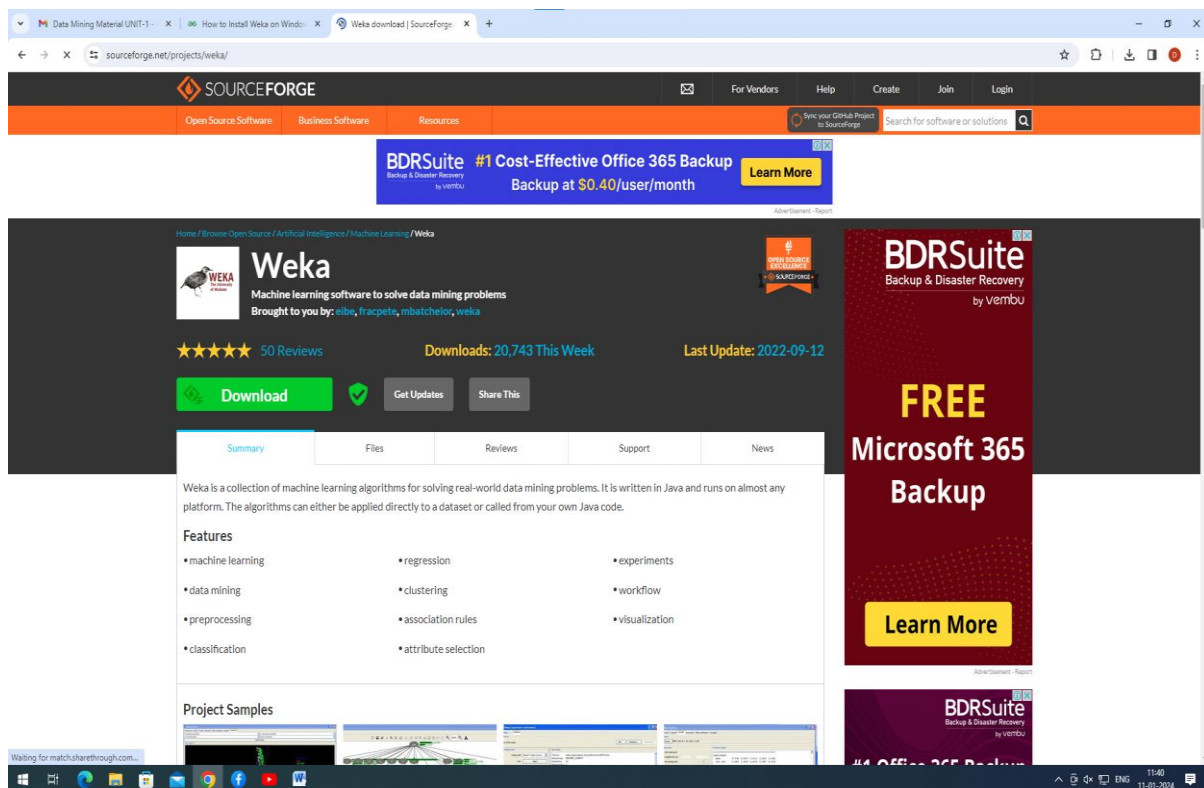 Data Mining Material UNIT-1 -
How to Install Weka on Windo
Weka download | SourceForge.
sourceforge.net/projects/weka/
D
SOURCEFORGE
For Vendors Help Create Join Login
Open Source Software Business Software Resources
Sync your GitHub Project
to SourceForge
Search for software or solutions
BDRSuite
Backup & Disaster Recovery
by vembu
#1 Cost-Effective Office 365 Backup
Backup at $0.40/user/month
Learn More
Advertisement - Report
Home / Browse Open Source / Artificial Intelligence / Machine Learning / Weka
WEKA
The University
of Waikato
Weka
Machine learning software to solve data mining problems
Brought to you by: eibe, fracpete, mbatchelor, weka
OPEN SOURCE
EXCELLENCE
SOURCEFORGE
50 Reviews
Downloads: 20,743 This Week
Last Update: 2022-09-12
Download
Get Updates
Share This
Summary Files Reviews Support News
Weka is a collection of machine learning algorithms for solving real-world data mining problems. It is written in Java and runs on almost any
platform. The algorithms can either be applied directly to a dataset or called from your own Java code.
Features
• machine learning • regression • experiments
• data mining • clustering • workflow
• preprocessing • association rules • visualization
• classification • attribute selection
Project Samples
BDRSuite
Backup & Disaster Recovery
by vembu
FREE
Microsoft 365
Backup
Learn More
Advertisement - Report
BDRSuite
Backup & Disaster Recovery
by vembu
#1 Office 365 Backup
Waiting for match.sharethrough.com...
ENG
11:40
11-01-2024